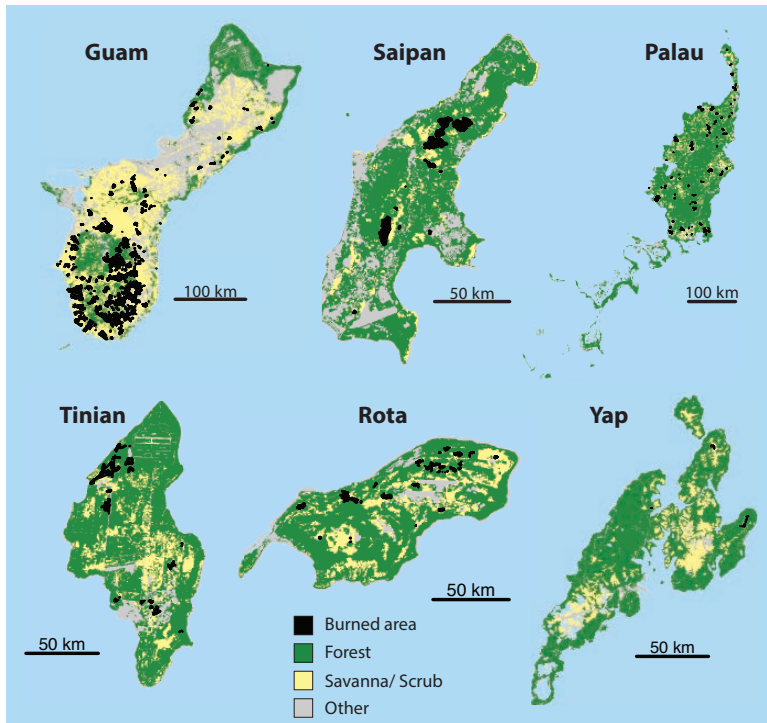 Guam
Saipan
Palau
100 km
50 km
100 km
Tinian
Rota
Yap
50 km
50 km
50 km
Burned area
Forest
Savanna/ Scrub
Other